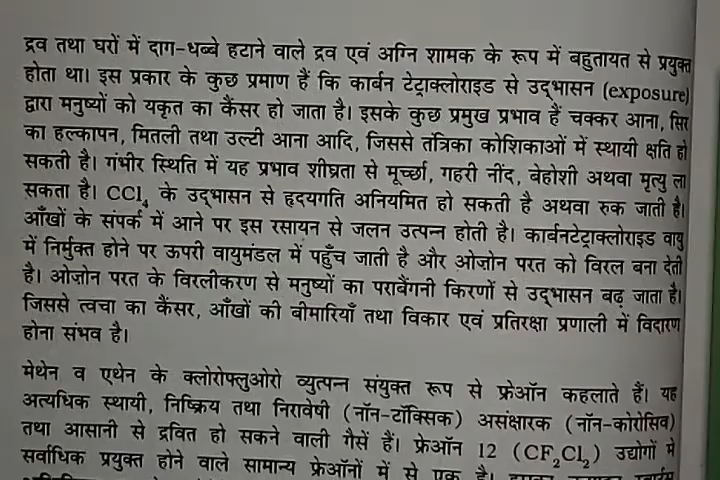 द्रव तथा घरों में दाग-धब्बे हटाने वाले द्रव एवं अग्नि शामक के रूप में बहुतायत से प्रयुक्त
होता था। इस प्रकार के कुछ प्रमाण हैं कि कार्बन टेट्राक्लोराइड से उद्भासन (exposure)
द्वारा मनुष्यों को यकृत का कैंसर हो जाता है। इसके कुछ प्रमुख प्रभाव हैं चक्कर आना, सिर
का हल्कापन, मितली तथा उल्टी आना आदि, जिससे तंत्रिका कोशिकाओं में स्थायी क्षति हो
सकती है। गंभीर स्थिति में यह प्रभाव शीघ्रता से मूर्च्छा, गहरी नींद, बेहोशी अथवा मृत्यु ला
सकता है। CCl₄ के उद्भासन से हृदयगति अनियमित हो सकती है अथवा रुक जाती है।
आँखों के संपर्क में आने पर इस रसायन से जलन उत्पन्न होती है। कार्बनटेट्राक्लोराइड वायु
में निर्मुक्त होने पर ऊपरी वायुमंडल में पहुँच जाती है और ओज़ोन परत को विरल बना देती
है। ओज़ोन परत के विरलीकरण से मनुष्यों का पराबैंगनी किरणों से उद्भासन बढ़ जाता है।
जिससे त्वचा का कैंसर, आँखों की बीमारियाँ तथा विकार एवं प्रतिरक्षा प्रणाली में विदारण
होना संभव है।
मेथेन व एथेन के क्लोरोफ्लुओरो व्युत्पन्न संयुक्त रूप से फ्रेऑन कहलाते हैं। यह
अत्यधिक स्थायी, निष्क्रिय तथा निरावेषी (नॉन-टॉक्सिक) असंक्षारक (नॉन-कोरोसिव)
तथा आसानी से द्रवित हो सकने वाली गैसें हैं। फ्रेऑन 12 (CF₂Cl₂) उद्योगों में
सर्वाधिक प्रयुक्त होने वाले सामान्य फ्रेऑनों में से एक है।